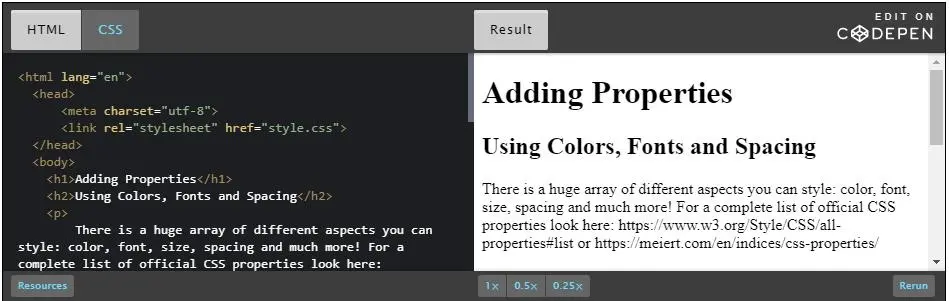 HTML
CSS
Result
EDIT ON
CODEPEN
<html lang="en">
<head>
<meta charset="utf-8">
<link rel="stylesheet" href="style.css">
</head>
<body>
<h1>Adding Properties</h1>
<h2>Using Colors, Fonts and Spacing</h2>
<p>
There is a huge array of different aspects you can
style: color, font, size, spacing and much more! For a
complete list of official CSS properties look here:
Adding Properties
Using Colors, Fonts and Spacing
There is a huge array of different aspects you can style: color, font,
size, spacing and much more! For a complete list of official CSS
properties look here: https://www.w3.org/Style/CSS/all-
properties#list or https://meiert.com/en/indices/css-properties/
Resources
1x
0.5x
0.25x
Rerun